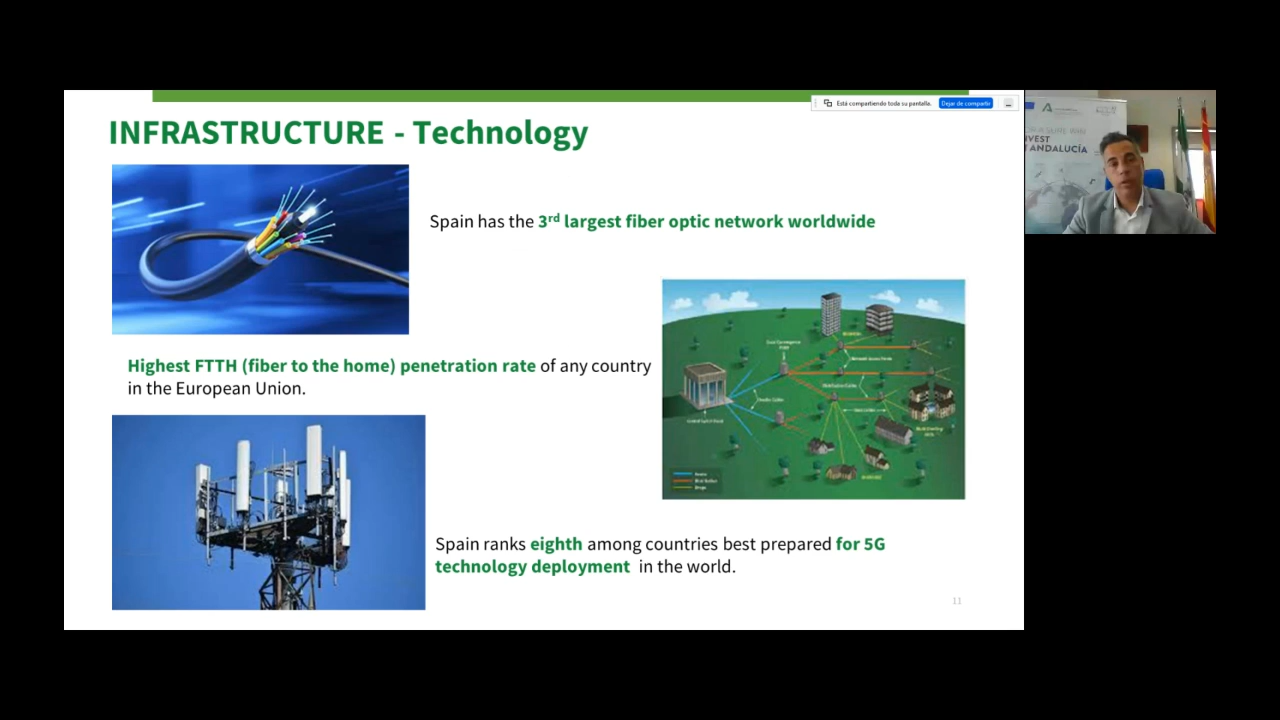 Está compartiendo toda su pantalla.
Dejar de compartir
INFRASTRUCTURE - Technology
INVEST
ANDALUCÍA
Spain has the 3rd largest fiber optic network worldwide
Highest FTTH (fiber to the home) penetration rate of any country
in the European Union.
Spain ranks eighth among countries best prepared for 5G
technology deployment in the world.
11